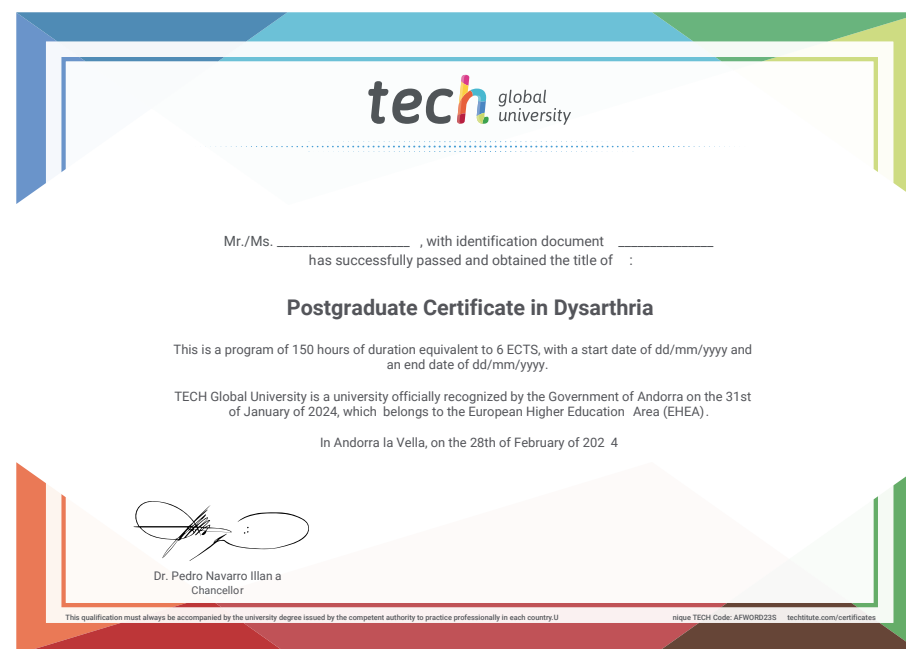 tech global university
Mr./Ms. _____________________ , with identification document _______________
has successfully passed and obtained the title of :
Postgraduate Certificate in Dysarthria
This is a program of 150 hours of duration equivalent to 6 ECTS, with a start date of dd/mm/yyyy and
an end date of dd/mm/yyyy.
TECH Global University is a university officially recognized by the Government of Andorra on the 31st
of January of 2024, which belongs to the European Higher Education Area (EHEA).
In Andorra la Vella, on the 28th of February of 202 4
Dr. Pedro Navarro Illan a
Chancellor
This qualification must always be accompanied by the university degree issued by the competent authority to practice professionally in each country.U nique TECH Code: AFWORD23S techtitute.com/certificates